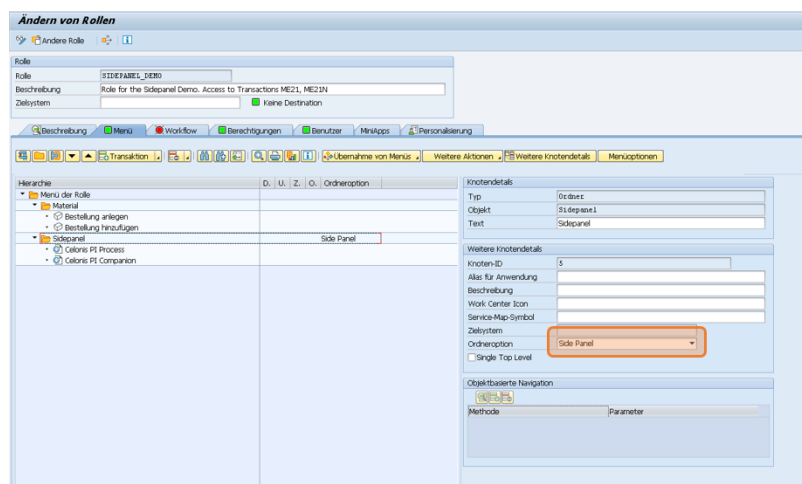 Ändern von Rollen
Andere Rolle
Rolle
Rolle SIDEPANEL_DEMO
Beschreibung Role for the Sidepanel Demo. Access to Transactions ME21, ME21N
Zielsystem Keine Destination
Beschreibung Menü Workflow Berechtigungen Benutzer MiniApps Personalisierung
Transaktion Übernahme von Menüs Weitere Aktionen Weitere Knotendetails Menüoptionen
Hierarchie D. U. Z. O. Ordneroption
Menü der Rolle
Material
Bestellung anlegen
Bestellung hinzufügen
Sidepanel Side Panel
Celonis PI Process
Celonis PI Companion
Knotendetails
Typ Ordner
Objekt Sidepanel
Text Sidepanel
Weitere Knotendetails
Knoten-ID 5
Alias für Anwendung
Beschreibung
Work Center Icon
Service-Map-Symbol
Zielsystem
Ordneroption Side Panel
Single Top Level
Objektbasierte Navigation
Methode Parameter